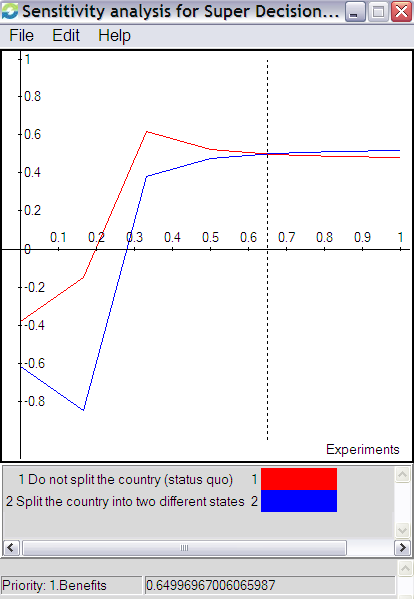 Sensitivity analysis for Super Decision...
File Edit Help
1
0.8
0.6
0.4
0.2
0.1 0.2 0.3 0.4 0.5 0.6 0.7 0.8 0.9 1
0
-0.2
-0.4
-0.6
-0.8
Experiments
1 Do not split the country (status quo) 1
2 Split the country into two different states 2
Priority: 1.Benefits 0.64996967006065987